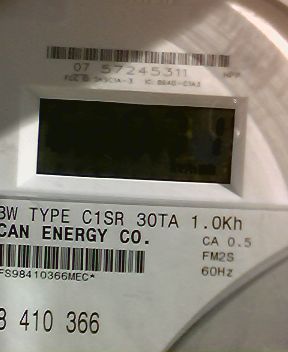 07 57245311
3W TYPE C1SR 30TA 1.0Kh
CAN ENERGY CO.
CA 0.5
FM2S
60Hz
FS98410366MEC*
8 410 366